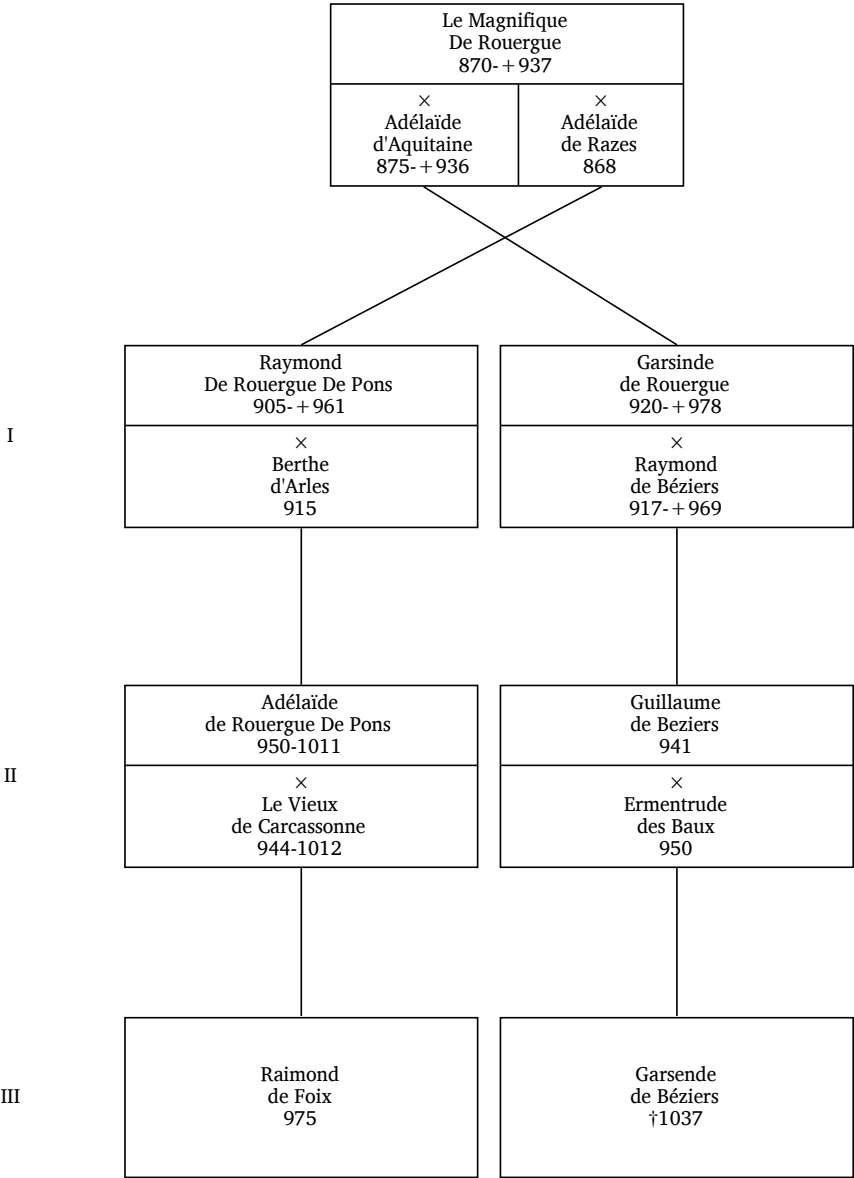 Le Magnifique
De Rouergue
870-+937
×
Adélaïde
d'Aquitaine
875-+936
×
Adélaïde
de Razes
868
I
Raymond
De Rouergue De Pons
905-+961
×
Berthe
d'Arles
915
Garsinde
de Rouergue
920-+978
×
Raymond
de Béziers
917-+969
II
Adélaïde
de Rouergue De Pons
950-1011
×
Le Vieux
de Carcassonne
944-1012
Guillaume
de Beziers
941
×
Ermentrude
des Baux
950
III
Raimond
de Foix
975
Garsende
de Béziers
†1037